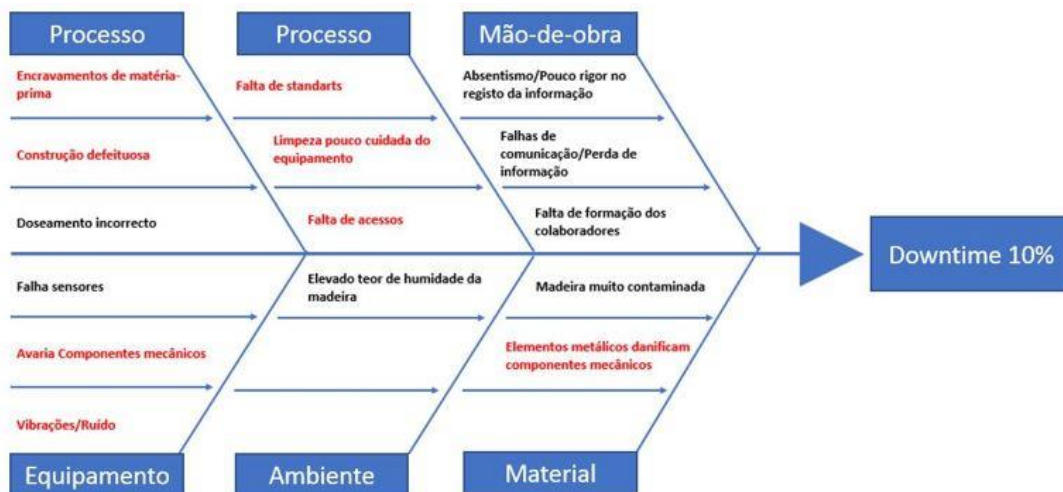 Processo
Processo
Mão-de-obra
Encravamentos de matéria-
prima
Falta de standarts
Absentismo/Pouco rigor no
registo da informação
Construção defeituosa
Limpeza pouco cuidada do
equipamento
Falhas de
comunicação/Perda de
informação
Doseamento incorrecto
Falta de acessos
Falta de formação dos
colaboradores
Downtime 10%
Falha sensores
Elevado teor de humidade da
madeira
Madeira muito contaminada
Avaria Componentes mecânicos
Elementos metálicos danificam
componentes mecânicos
Vibrações/Ruído
Equipamento
Ambiente
Material